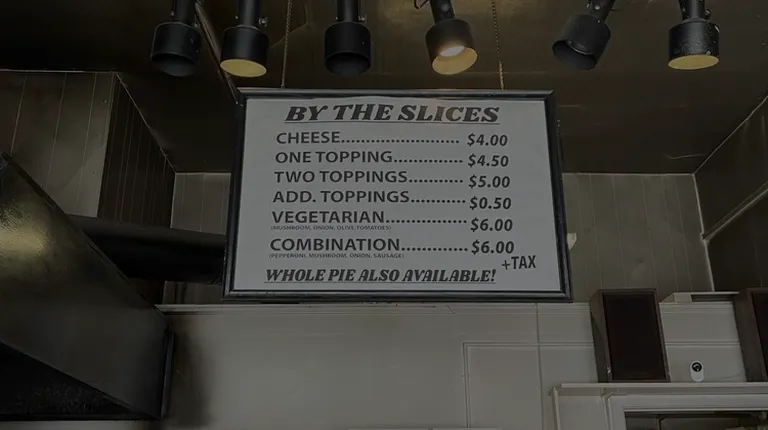 BY THE SLICES
CHEESE........................ $4.00
ONE TOPPING.............. $4.50
TWO TOPPINGS........... $5.00
ADD. TOPPINGS........... $0.50
VEGETARIAN................ $6.00
(MUSHROOM, ONION, OLIVE, TOMATOES)
COMBINATION............. $6.00
(PEPPERONI, MUSHROOM, ONION, SAUSAGE)
+TAX
WHOLE PIE ALSO AVAILABLE!